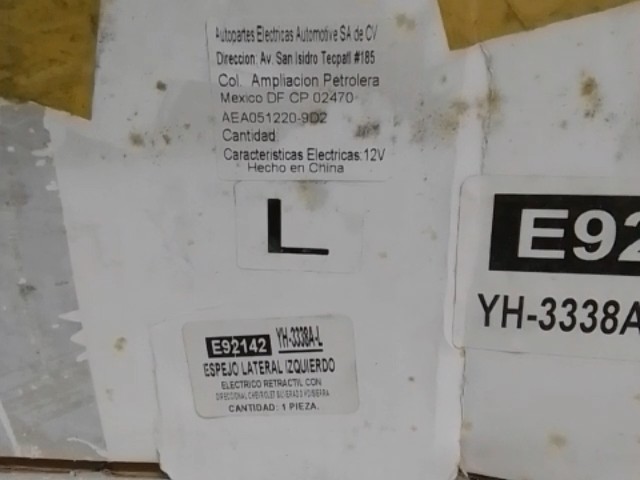 Autopartes Electricas Automotive SA de CV
Direccion: Av. San Isidro Tecpatl #185
Col. Ampliacion Petrolera
Mexico DF CP 02470
AEA051220-9D2
Cantidad:
Caracteristicas Electricas:12V
Hecho en China
L
E92
YH-3338A
E92142 YH-3338A-L
ESPEJO LATERAL IZQUIERDO
ELECTRICO RETRACTIL CON
DIRECCIONAL CHEVROLET
CANTIDAD: 1 PIEZA.